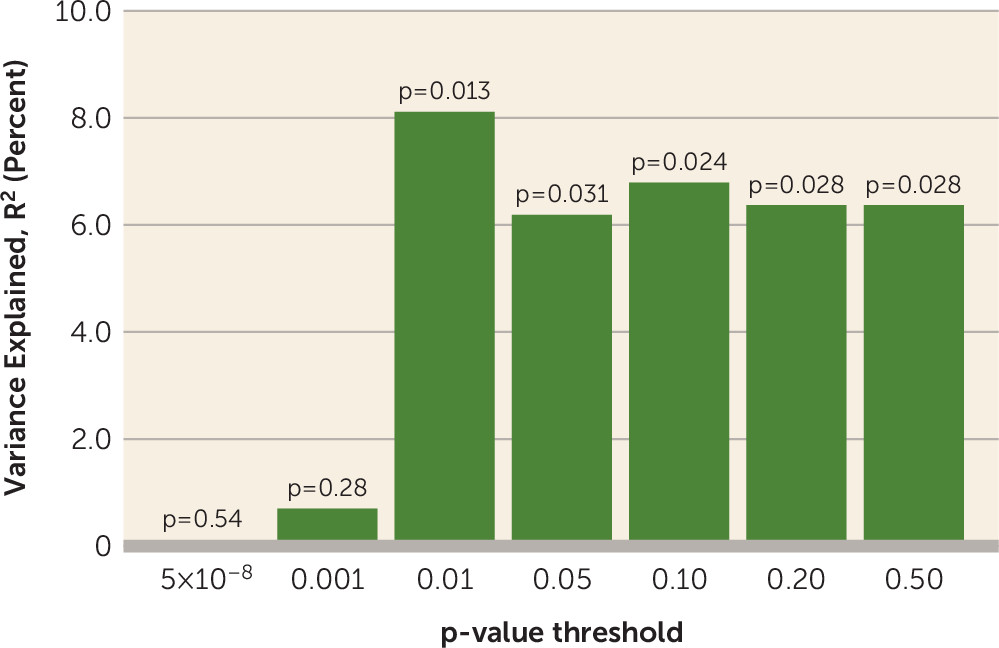 Variance Explained, R² (Percent)
10.0
8.0
6.0
4.0
2.0
0
p=0.54
p=0.28
p=0.013
p=0.031
p=0.024
p=0.028
p=0.028
5×10⁻⁸
0.001
0.01
0.05
0.10
0.20
0.50
p-value threshold